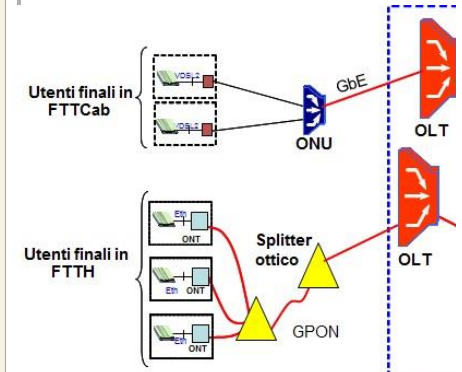 VDSL2
Utenti finali in
FTTCab
VDSL2
GbE
ONU
OLT
Eth
ONT
Utenti finali in
FTTH
Eth
ONT
Eth
ONT
Splitter
ottico
GPON
OLT